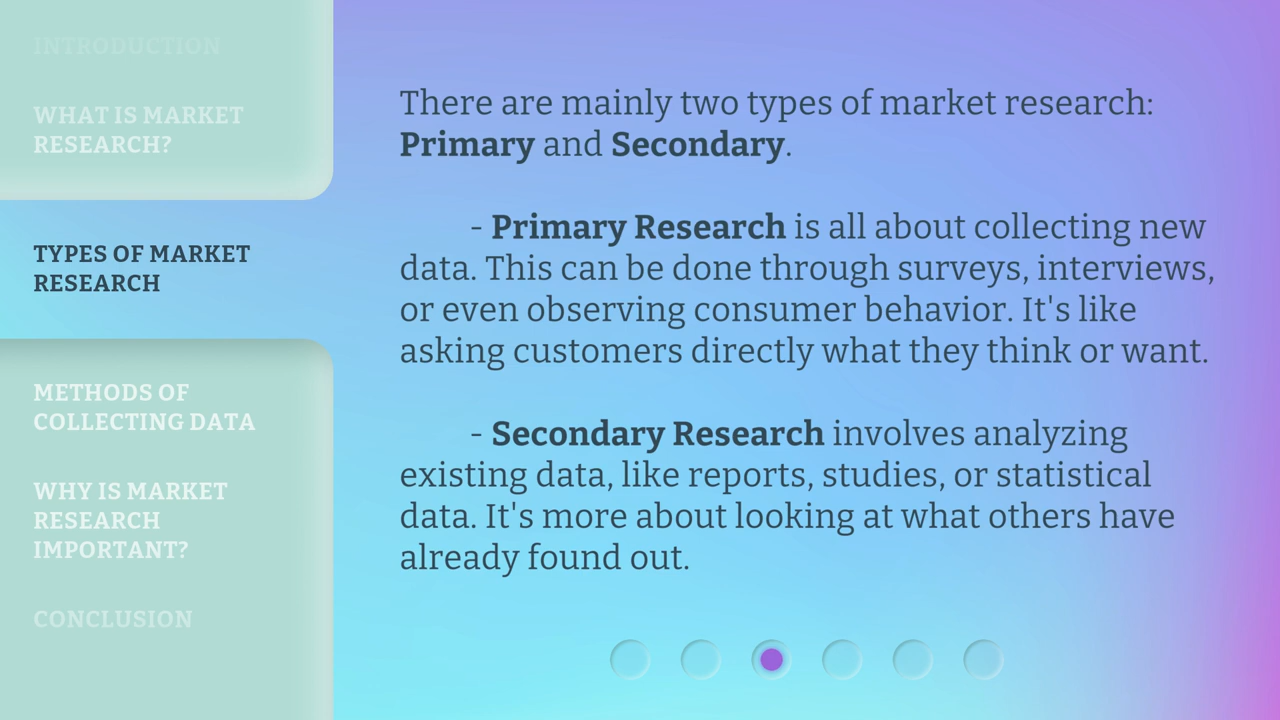 INTRODUCTION
WHAT IS MARKET
RESEARCH?
TYPES OF MARKET
RESEARCH
METHODS OF
COLLECTING DATA
WHY IS MARKET
RESEARCH
IMPORTANT?
CONCLUSION
There are mainly two types of market research:
Primary and Secondary.
- Primary Research is all about collecting new
data. This can be done through surveys, interviews,
or even observing consumer behavior. It's like
asking customers directly what they think or want.
- Secondary Research involves analyzing
existing data, like reports, studies, or statistical
data. It's more about looking at what others have
already found out.